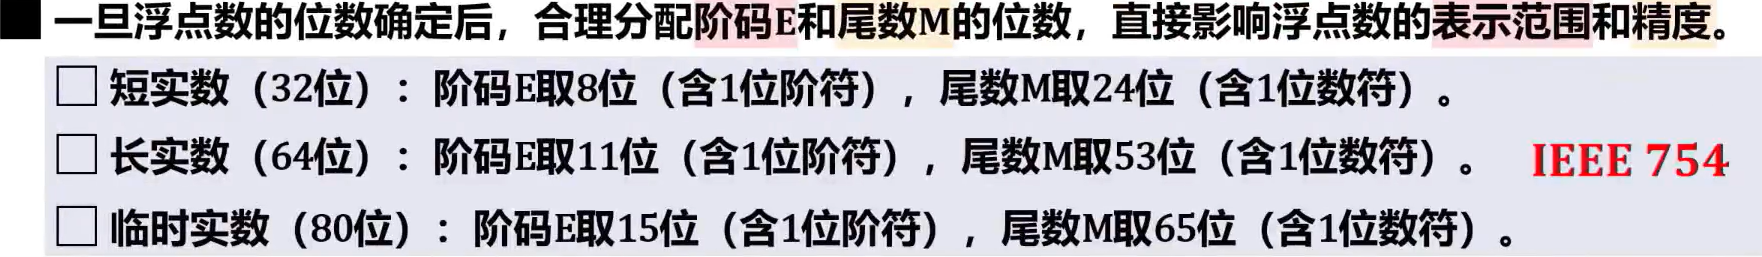 一旦浮点数的位数确定后，合理分配阶码E和尾数M的位数，直接影响浮点数的表示范围和精度。
短实数（32位）：阶码E取8位（含1位阶符），尾数M取24位（含1位数符）。
长实数（64位）：阶码E取11位（含1位阶符），尾数M取53位（含1位数符）。 IEEE 754
临时实数（80位）：阶码E取15位（含1位阶符），尾数M取65位（含1位数符）。